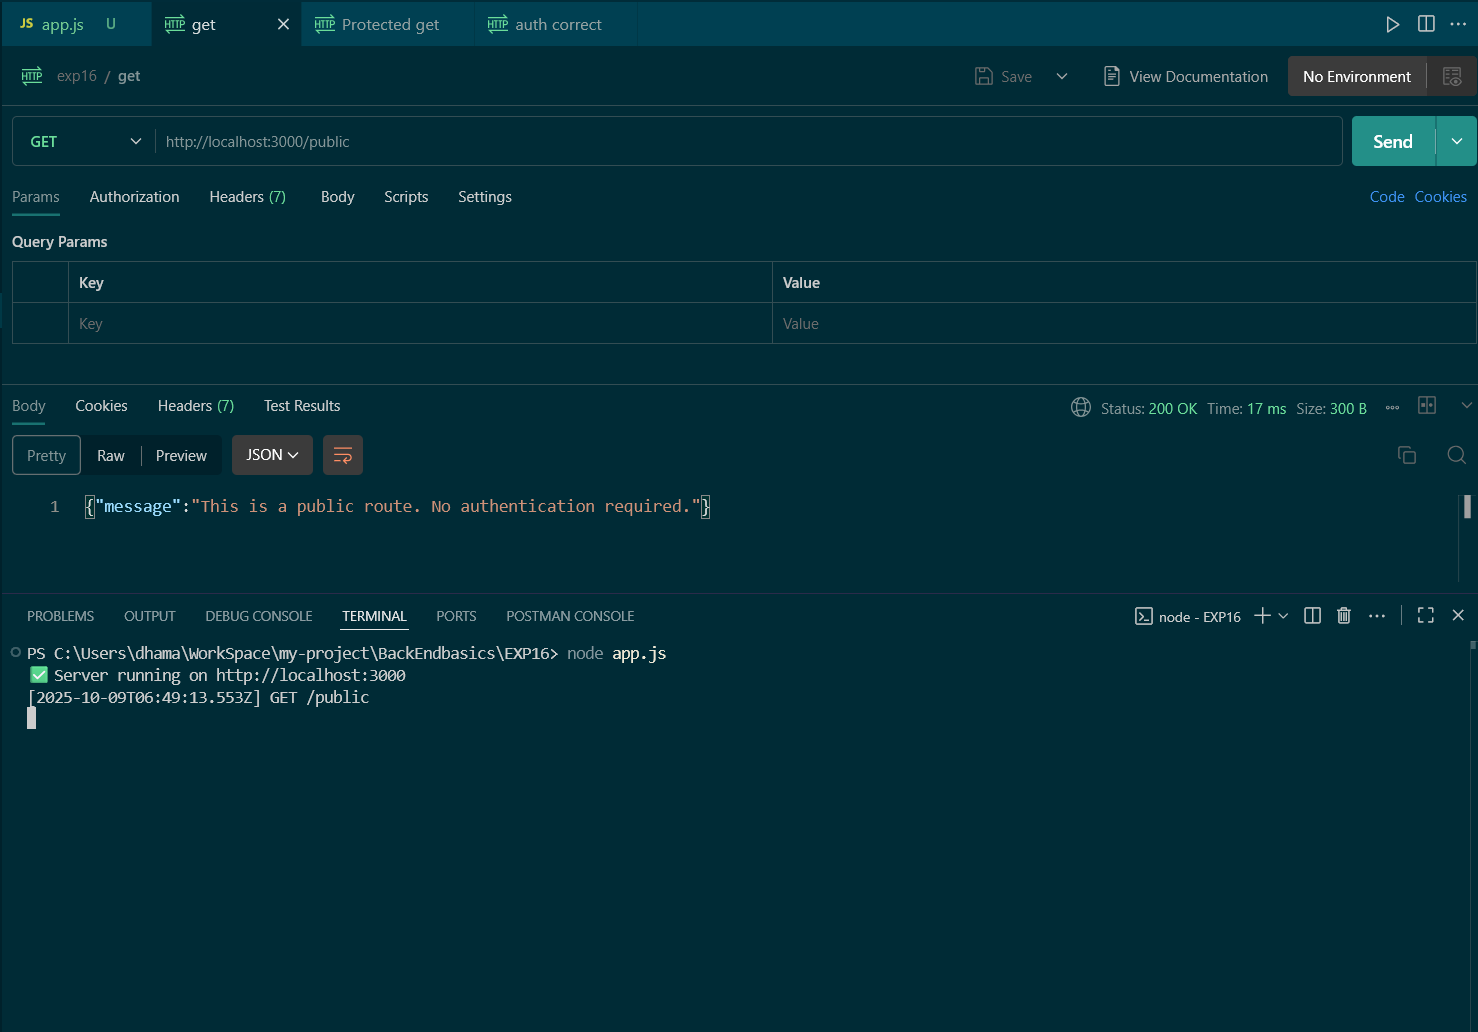 JS app.js U HTTP get HTTP Protected get HTTP auth correct
HTTP exp16 / get Save View Documentation No Environment
GET http://localhost:3000/public Send
Params Authorization Headers (7) Body Scripts Settings Code Cookies
Query Params
Key Value
Key Value
Body Cookies Headers (7) Test Results Status: 200 OK Time: 17 ms Size: 300 B
Pretty Raw Preview JSON
1 {"message":"This is a public route. No authentication required."}
PROBLEMS OUTPUT DEBUG CONSOLE TERMINAL PORTS POSTMAN CONSOLE node - EXP16
PS C:\Users\dhama\WorkSpace\my-project\BackEndbasics\EXP16> node app.js
✅ Server running on http://localhost:3000
[2025-10-09T06:49:13.553Z] GET /public